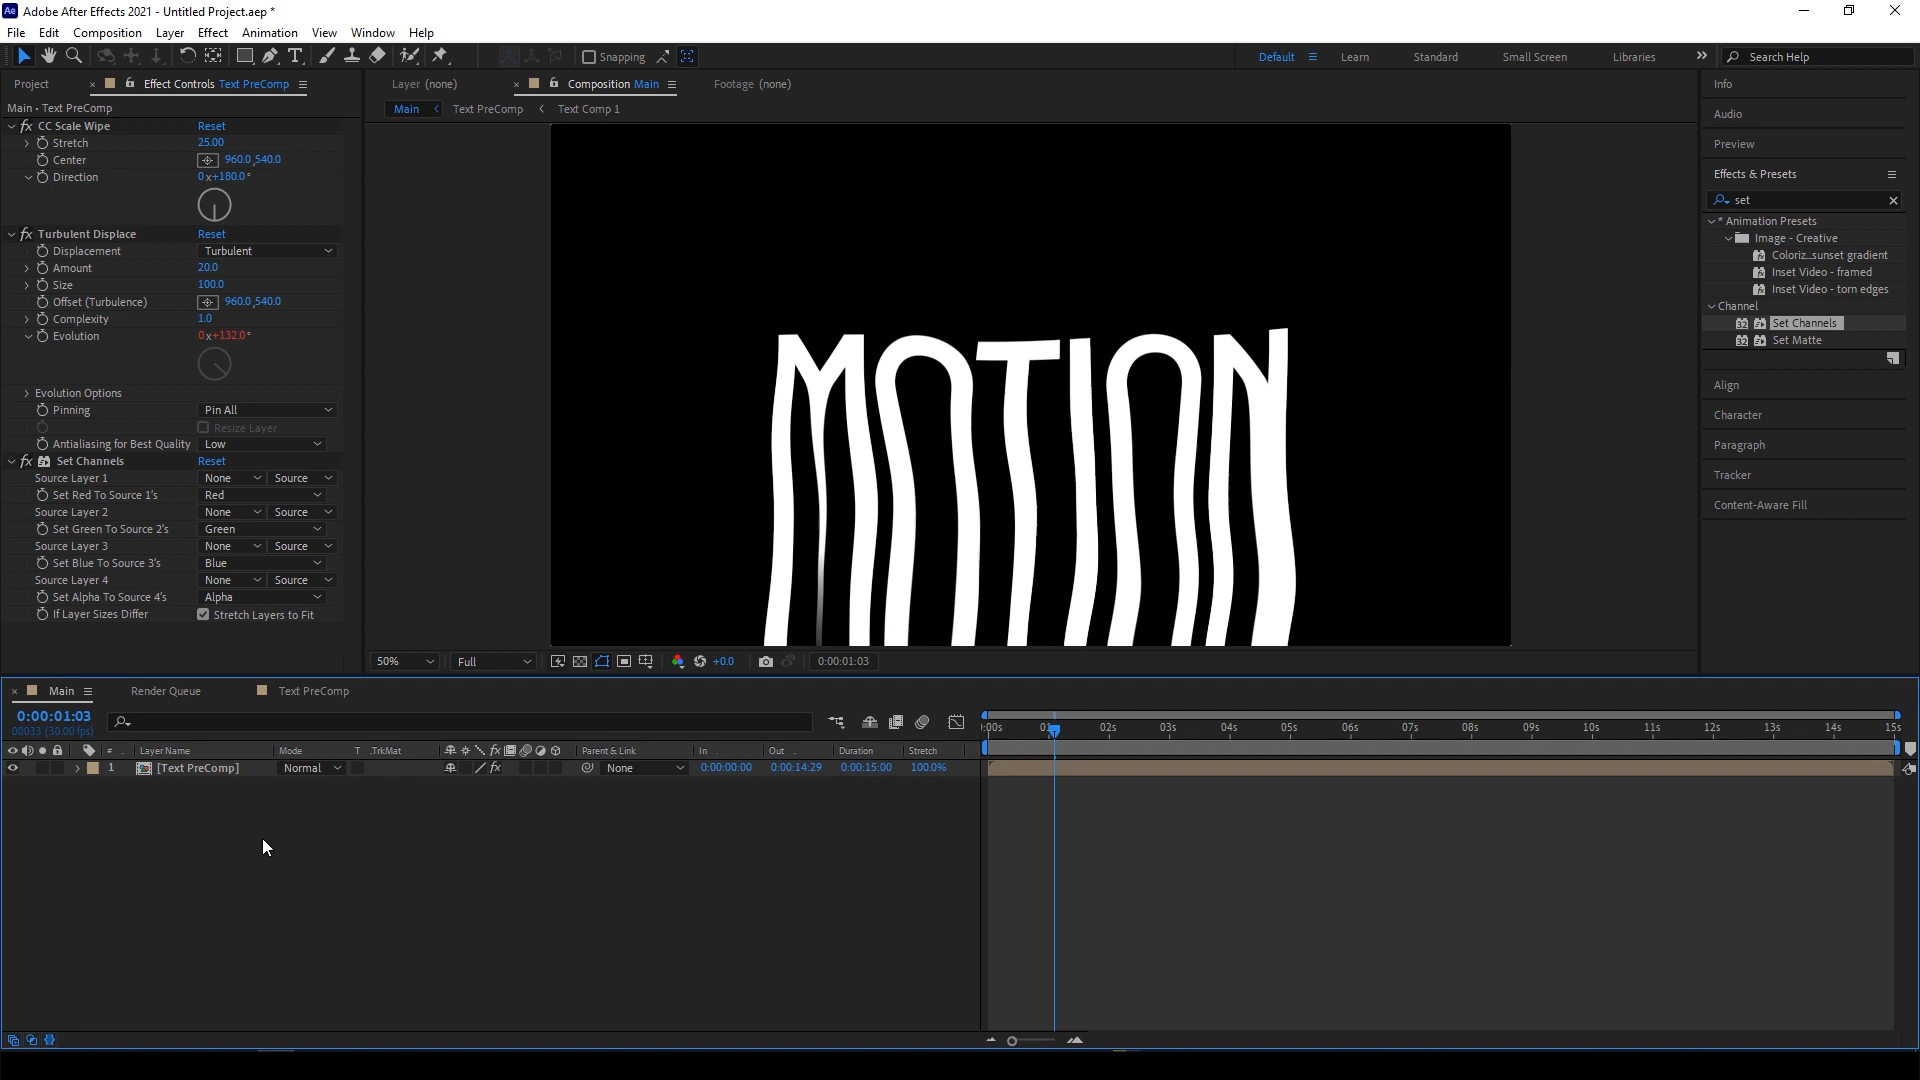 Adobe After Effects 2021 - Untitled Project.aep *
File Edit Composition Layer Effect Animation View Window Help
Snapping
Default Learn Standard Small Screen Libraries Search Help
Project Effect Controls Text PreComp
Layer (none) Composition Main Footage (none)
Main • Text PreComp
Main Text PreComp Text Comp 1
CC Scale Wipe Reset
Stretch 25.00
Center 960.0,540.0
Direction 0x+180.0°
Turbulent Displace Reset
Displacement Turbulent
Amount 20.0
Size 100.0
Offset (Turbulence) 960.0,540.0
Complexity 1.0
Evolution 0x+132.0°
Evolution Options
Pinning Pin All
Resize Layer
Antialiasing for Best Quality Low
Set Channels Reset
Source Layer 1 None Source
Set Red To Source 1's Red
Source Layer 2 None Source
Set Green To Source 2's Green
Source Layer 3 None Source
Set Blue To Source 3's Blue
Source Layer 4 None Source
Set Alpha To Source 4's Alpha
If Layer Sizes Differ Stretch Layers to Fit
MOTION
50% Full +0.0 0:00:01:03
Info
Audio
Preview
Effects & Presets
set
* Animation Presets
Image - Creative
Coloriz...sunset gradient
Inset Video - framed
Inset Video - torn edges
Channel
32 Set Channels
32 Set Matte
Align
Character
Paragraph
Tracker
Content-Aware Fill
Main Render Queue Text PreComp
0:00:01:03
00033 (30.00 fps)
:00s 01 02s 03s 04s 05s 06s 07s 08s 09s 10s 11s 12s 13s 14s 15s
# Layer Name Mode T .TrkMat Parent & Link In Out Duration Stretch
1 [Text PreComp] Normal None 0:00:00:00 0:00:14:29 0:00:15:00 100.0%